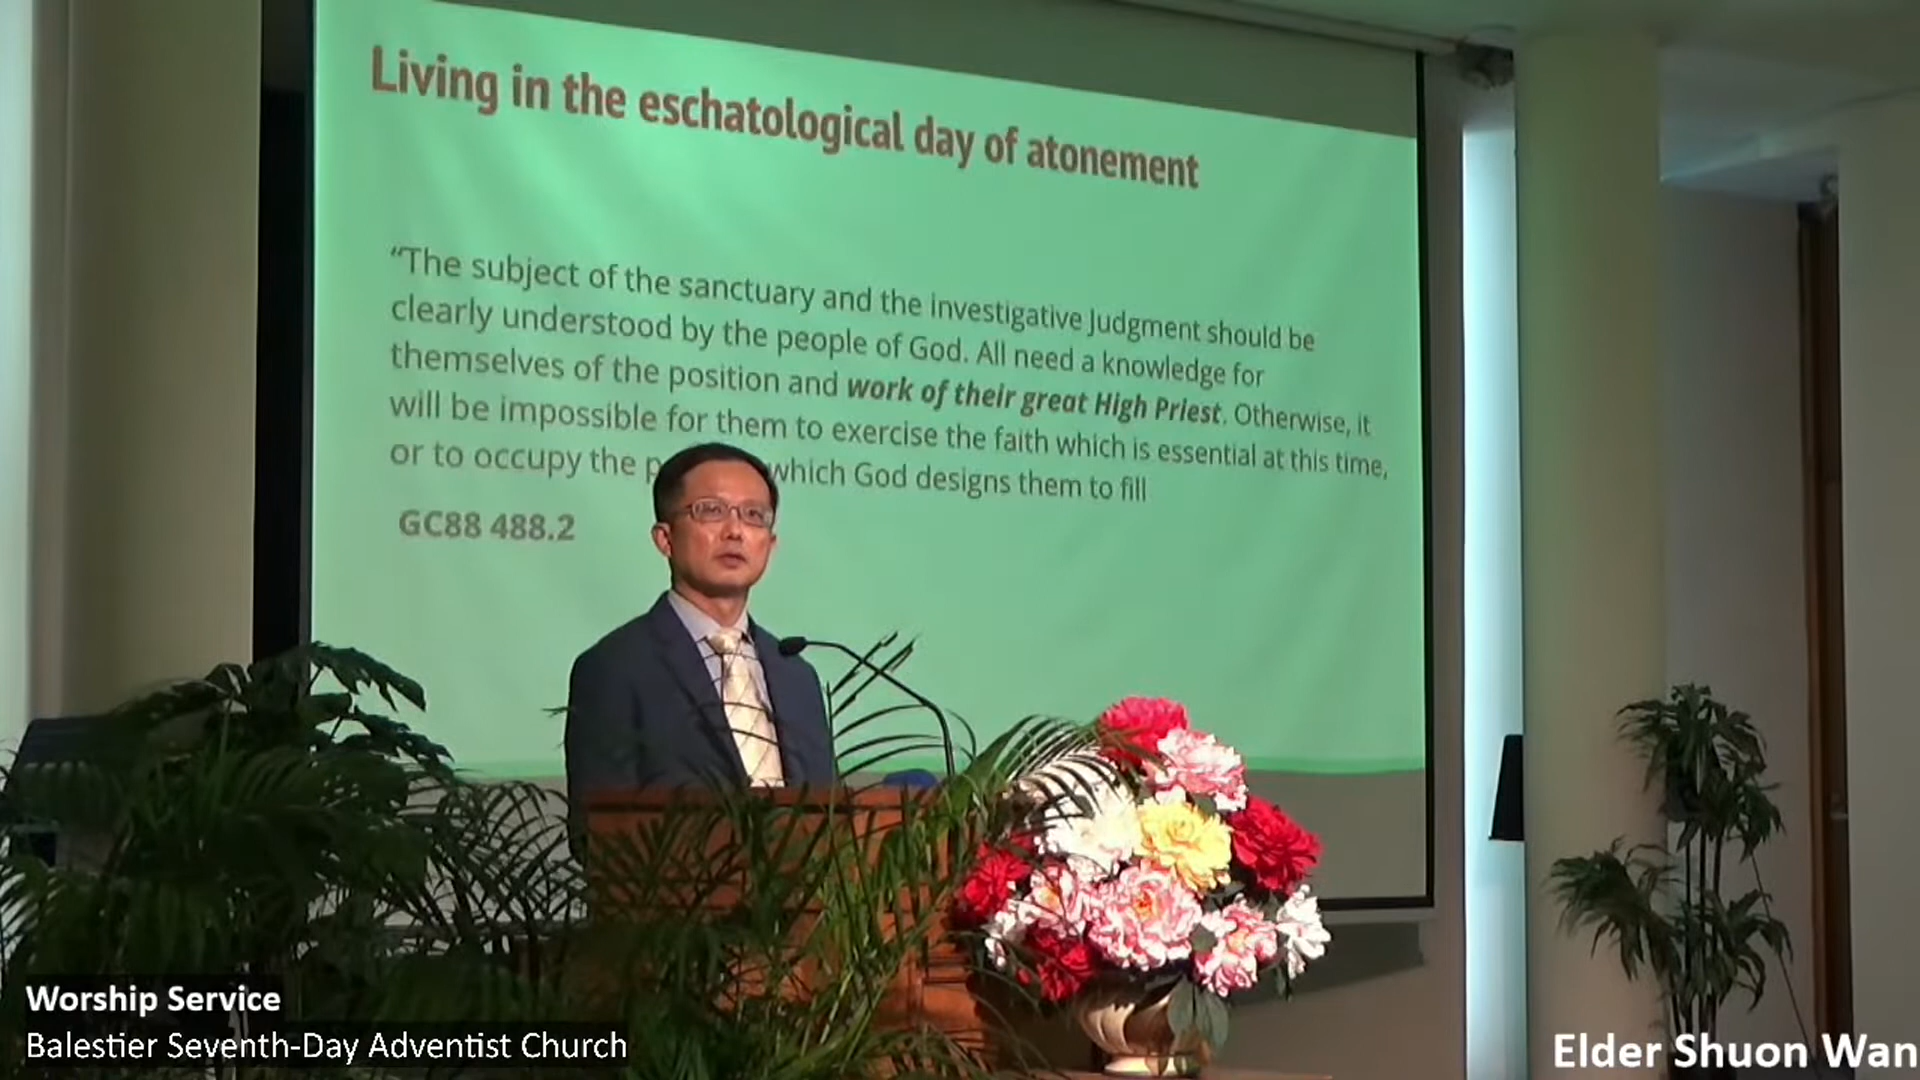 Living in the eschatological day of atonement
“The subject of the sanctuary and the investigative Judgment should be
clearly understood by the people of God. All need a knowledge for
themselves of the position and work of their great High Priest. Otherwise, it
will be impossible for them to exercise the faith which is essential at this time,
or to occupy the which God designs them to fill
GC88 488.2
Worship Service
Balestier Seventh-Day Adventist Church
Elder Shuon Wan